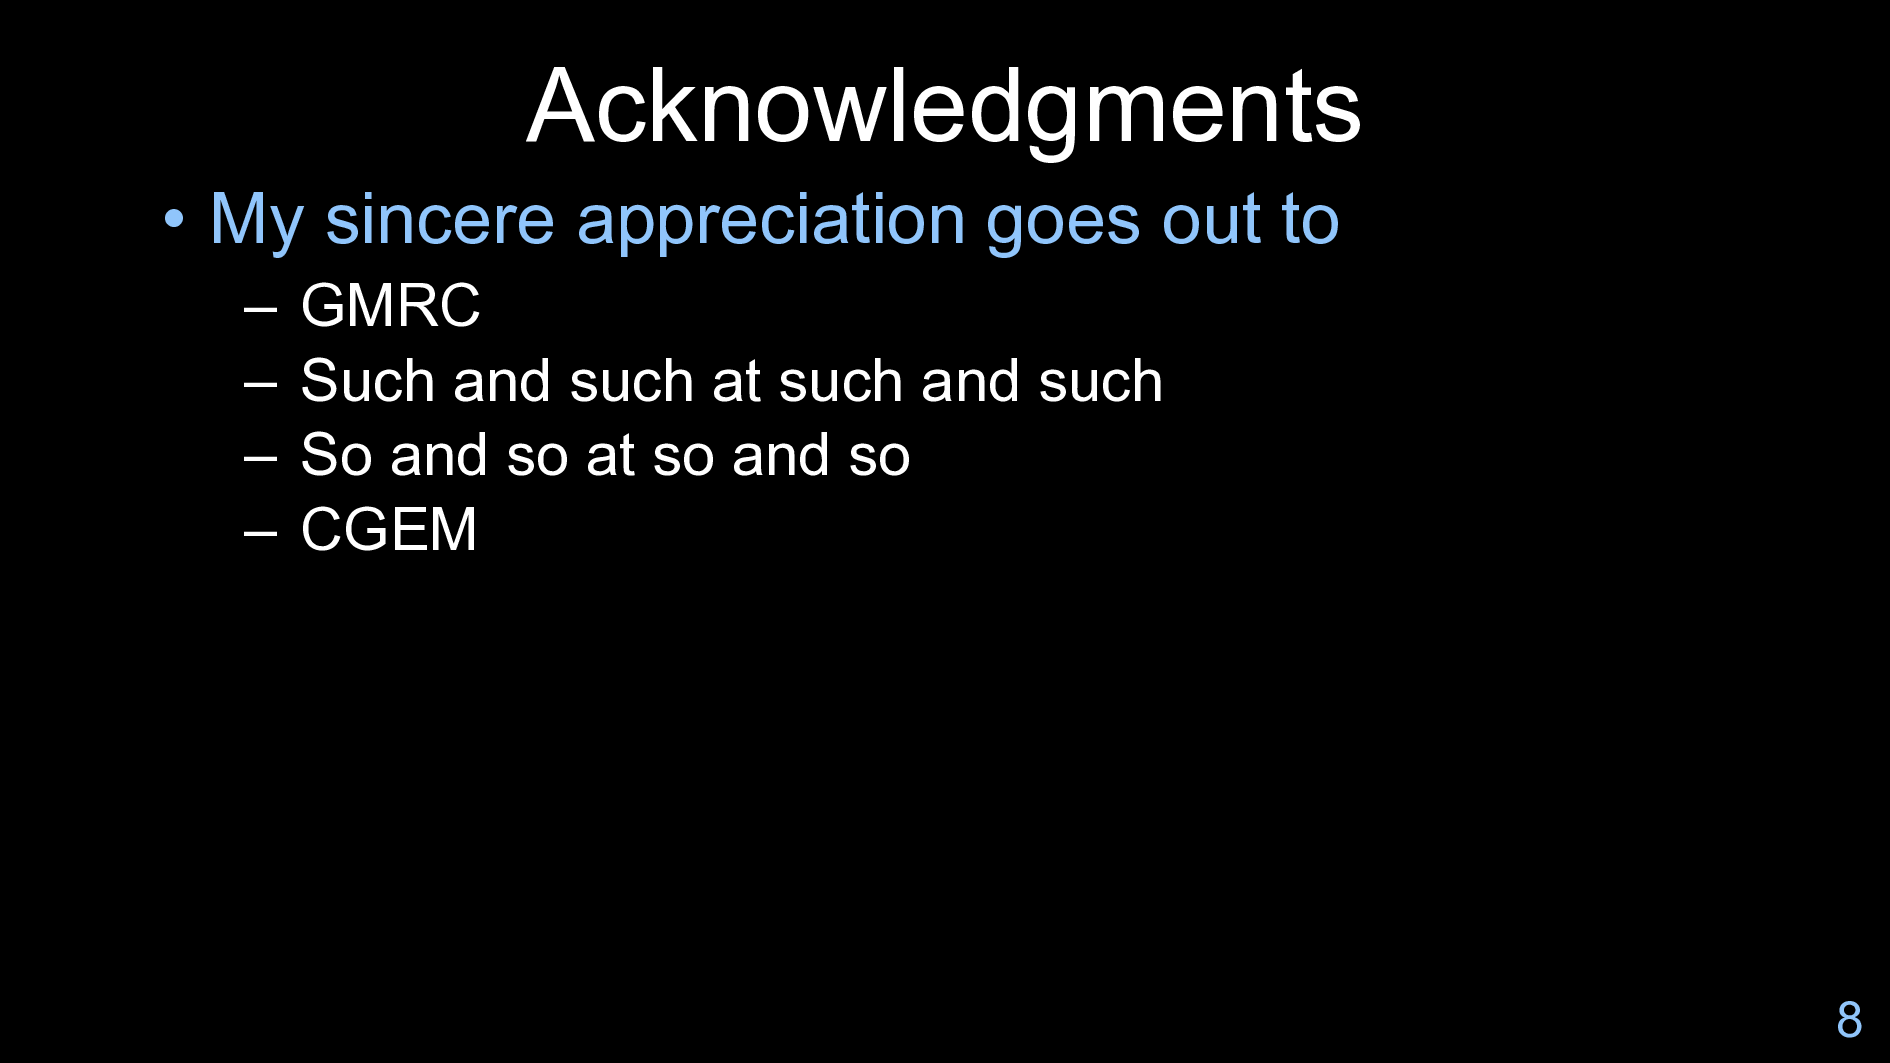 Acknowledgments
• My sincere appreciation goes out to
– GMRC
– Such and such at such and such
– So and so at so and so
– CGEM
8